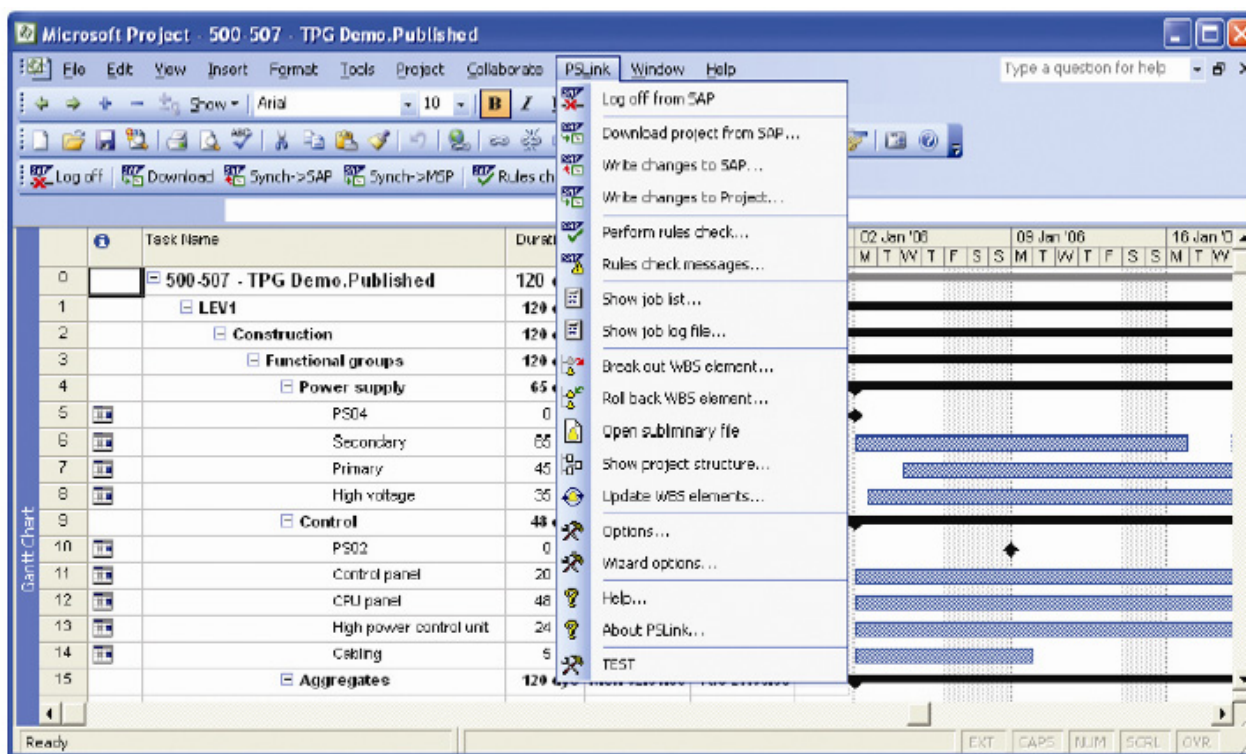 Microsoft Project - 500-507 - TPG Demo.Published
File Edit View Insert Format Tools Project Collaborate PSLink Window Help Type a question for help
Show Arial 10 B I
Log off Download Synch->SAP Synch->MSP Rules ch
Log off from SAP
Download project from SAP...
Write changes to SAP...
Write changes to Project...
Perform rules check...
Rules check messages...
Show job list...
Show job log file...
Break out WBS element...
Roll back WBS element...
Open subliminary file
Show project structure...
Update WBS elements...
Options...
Wizard options...
Help...
About PSLink...
TEST
Task Name Durati 02 Jan '06 09 Jan '06 16 Jan '0
M T W T F S S M T W T F S S M T W
0 500-507 - TPG Demo.Published 120
1 LEV1 120
2 Construction 120
3 Functional groups 120
4 Power supply 65
5 PS04 0
6 Secondary 65
7 Primary 45
8 High voltage 35
9 Control 48
10 PS02 0
11 Control panel 20
12 CPU panel 48
13 High power control unit 24
14 Cabling 5
15 Aggregates 120
Gantt Chart
Ready EXT CAPS NUM SCRL OVR